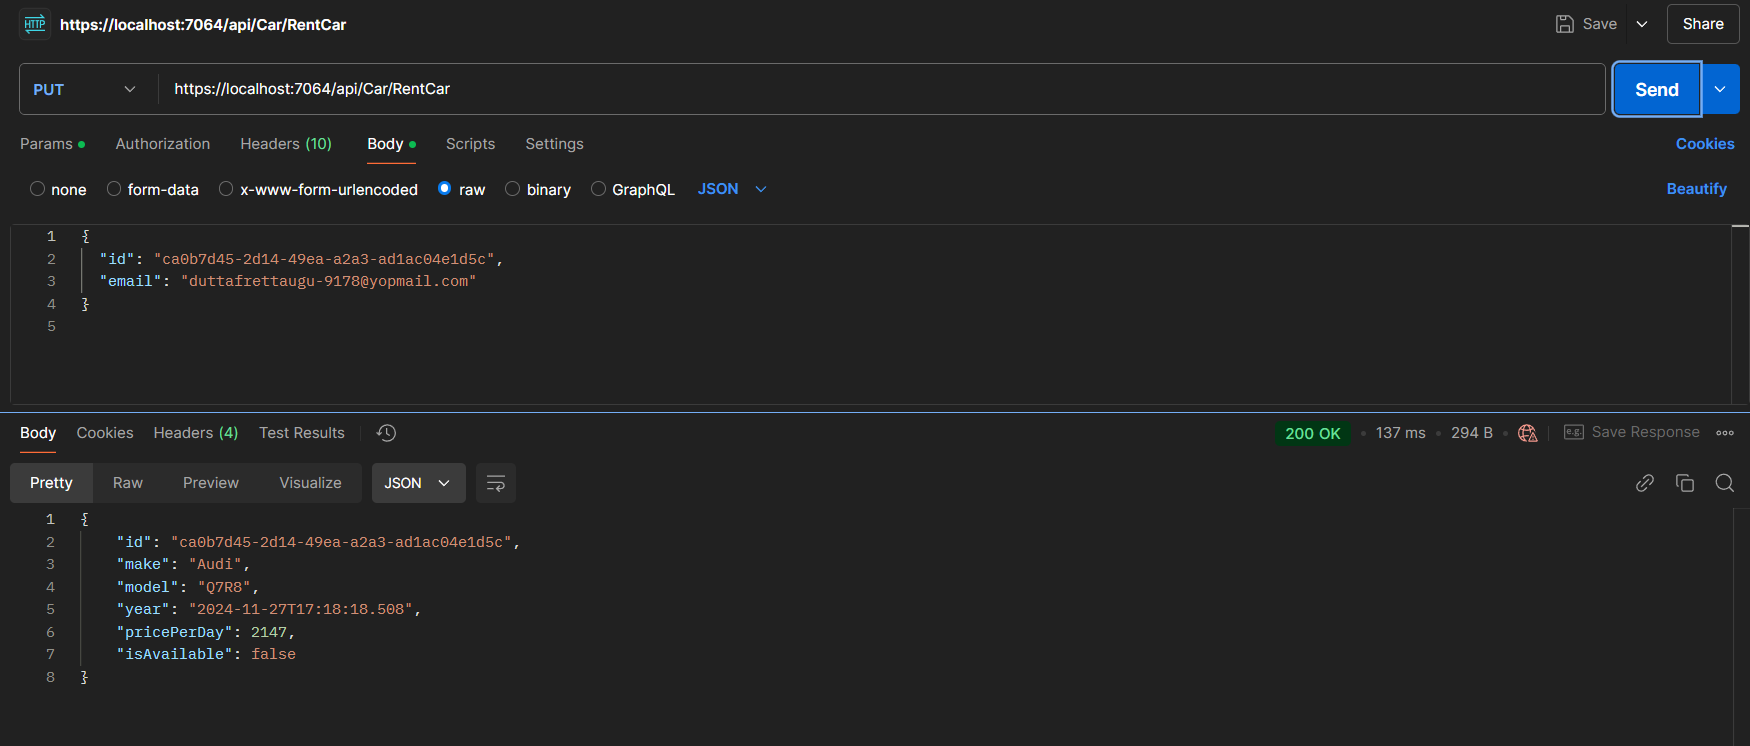 HTTP https://localhost:7064/api/Car/RentCar Save Share
PUT https://localhost:7064/api/Car/RentCar Send
Params Authorization Headers (10) Body Scripts Settings Cookies
none form-data x-www-form-urlencoded raw binary GraphQL JSON Beautify
1 {
2 "id": "ca0b7d45-2d14-49ea-a2a3-ad1ac04e1d5c",
3 "email": "duttafrettaugu-9178@yopmail.com"
4 }
5
Body Cookies Headers (4) Test Results 200 OK • 137 ms • 294 B • e.g. Save Response
Pretty Raw Preview Visualize JSON
1 {
2 "id": "ca0b7d45-2d14-49ea-a2a3-ad1ac04e1d5c",
3 "make": "Audi",
4 "model": "Q7R8",
5 "year": "2024-11-27T17:18:18.508",
6 "pricePerDay": 2147,
7 "isAvailable": false
8 }